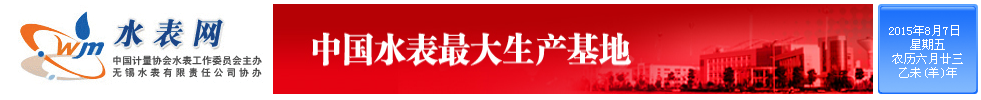 Wm
水表网
中国计量协会水表工作委员会主办
无锡水表有限责任公司协办
中国水表最大生产基地
2015年8月7日
星期五
农历六月廿三
乙未(羊)年